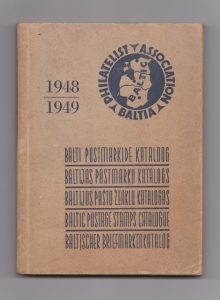 PHILATELIST ASSOCIATION
BALTIC
BALTIA
1948
1949
BALTI POSTMARKIDE KATALOOG
BALTIJAS PASTMARKU KATALOGS
BALTIJOS PAŠTO ŽENKLŲ KATALOGAS
BALTIC POSTAGE STAMPS CATALOGUE
BALTISCHER BRIEFMARKENKATALOG